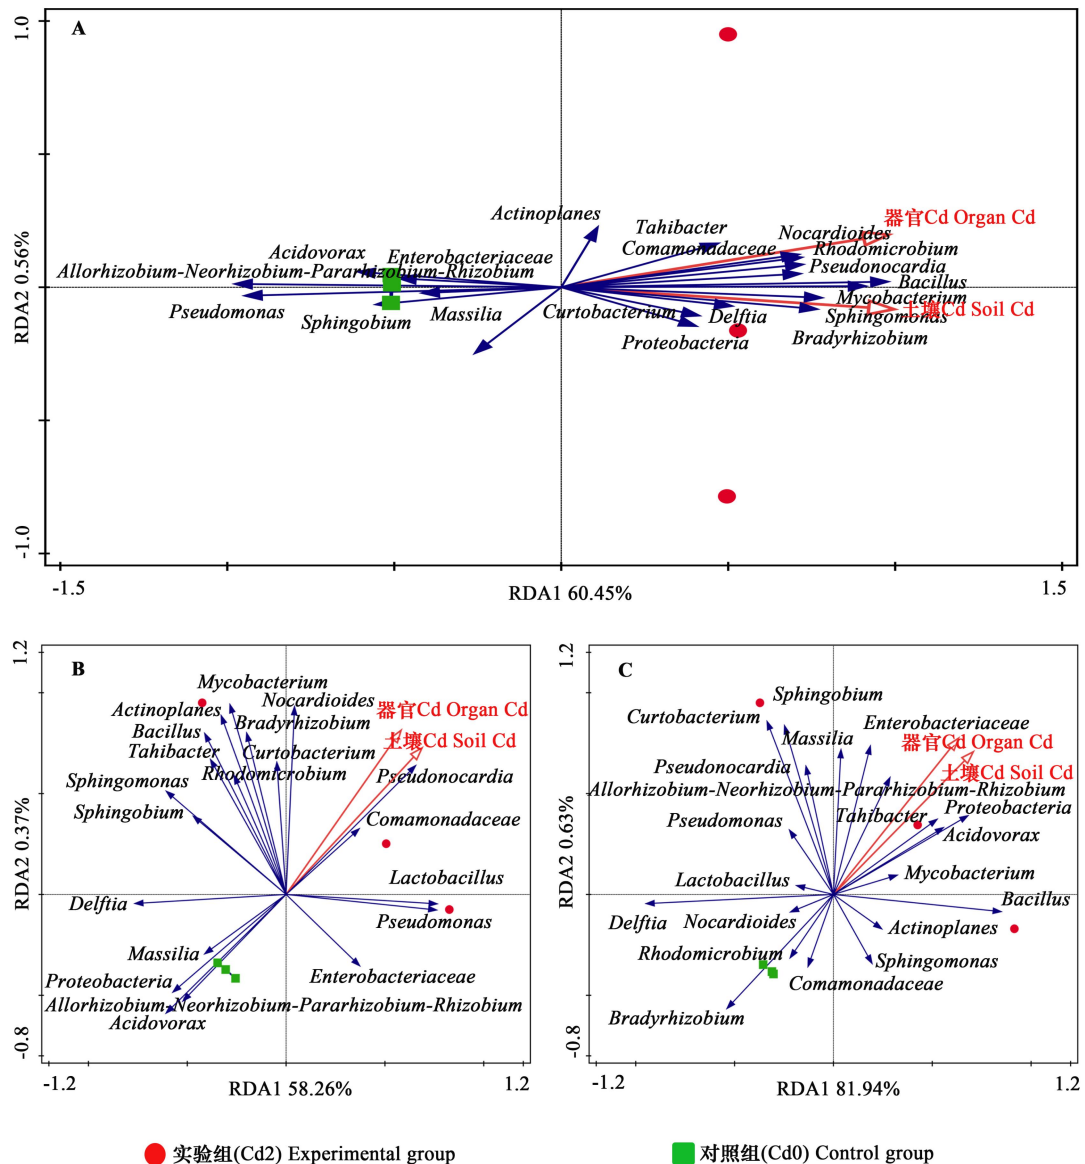 A
1.0
RDA2 0.56%
-1.0
器官Cd Organ Cd
Actinoplanes
Tahibacter
Nocardioides
Comamonadaceae
Rhodomicrobium
Acidovorax
Enterobacteriaceae
Allorhizobium-Neorhizobium-Pararhizobium-Rhizobium
Pseudonocardia
Bacillus
Mycobacterium
Pseudomonas
Sphingobium
Massilia
Curtobacterium
Delftia
Sphingomonas
土壤Cd Soil Cd
Proteobacteria
Bradyrhizobium
-1.5
RDA1 60.45%
1.5
B
1.2
RDA2 0.37%
-0.8
Mycobacterium
Nocardioides
Actinoplanes
器官Cd Organ Cd
Bradyrhizobium
Bacillus
土壤Cd Soil Cd
Tahibacter
Curtobacterium
Rhodomicrobium
Pseudonocardia
Sphingomonas
Sphingobium
Comamonadaceae
Lactobacillus
Delftia
Pseudomonas
Massilia
Enterobacteriaceae
Proteobacteria
Allorhizobium-Neorhizobium-Pararhizobium-Rhizobium
Acidovorax
-1.2
RDA1 58.26%
1.2
C
1.2
RDA2 0.63%
-0.8
Sphingobium
Curtobacterium
Enterobacteriaceae
Massilia
器官Cd Organ Cd
Pseudonocardia
土壤Cd Soil Cd
Allorhizobium-Neorhizobium-Pararhizobium-Rhizobium
Proteobacteria
Tahibacter
Pseudomonas
Acidovorax
Mycobacterium
Lactobacillus
Bacillus
Delftia
Nocardioides
Actinoplanes
Rhodomicrobium
Sphingomonas
Comamonadaceae
Bradyrhizobium
-1.2
RDA1 81.94%
1.2
实验组(Cd2) Experimental group
对照组(Cd0) Control group